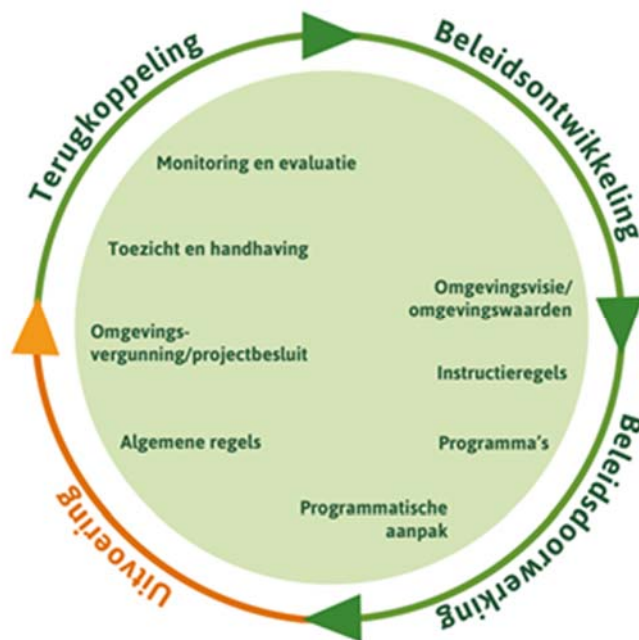 Terugkoppeling
Beleidsontwikkeling
Monitoring en evaluatie
Toezicht en handhaving
Omgevingsvisie/
omgevingswaarden
Omgevings-
vergunning/projectbesluit
Instructieregels
Algemene regels
Programma's
Programmatische
aanpak
Uitvoering
Beleidsdoorwerking